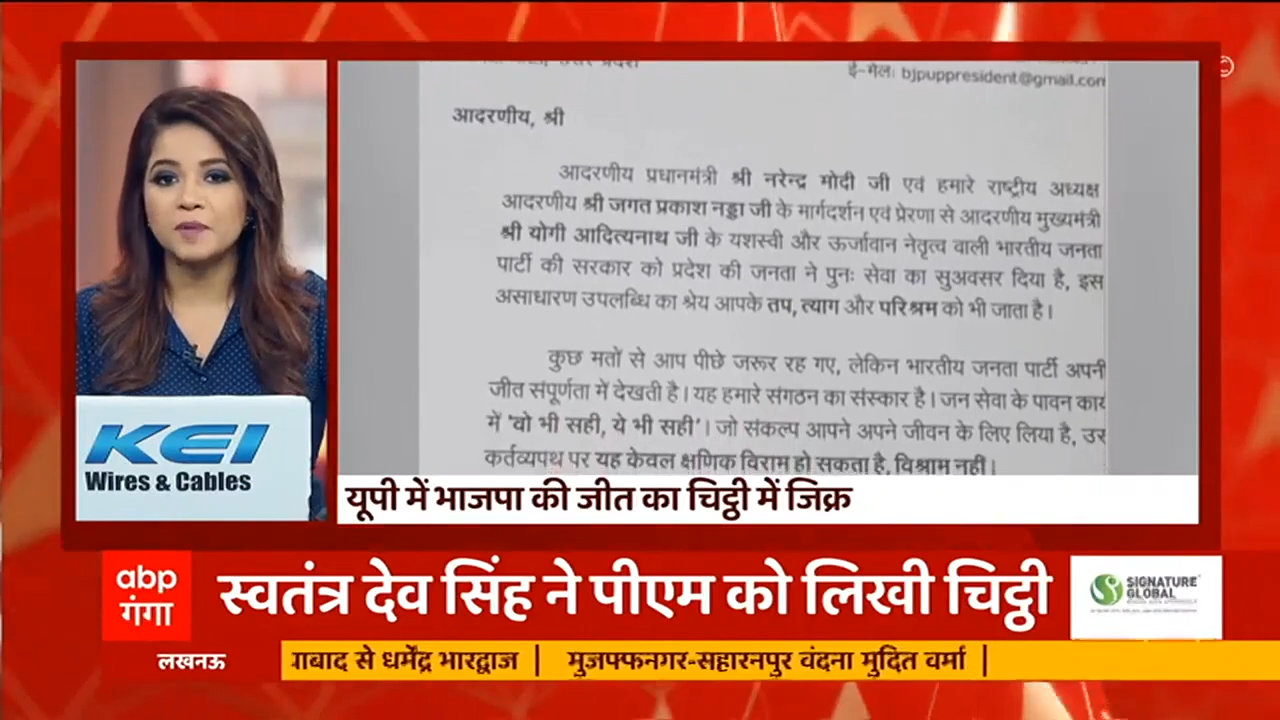 ई-मेलः bjpuppresident@gmail.com
आदरणीय, श्री
आदरणीय प्रधानमंत्री श्री नरेन्द्र मोदी जी एवं हमारे राष्ट्रीय अध्यक्ष
आदरणीय श्री जगत प्रकाश नड्डा जी के मार्गदर्शन एवं प्रेरणा से आदरणीय मुख्यमंत्री
श्री योगी आदित्यनाथ जी के यशस्वी और ऊर्जावान नेतृत्व वाली भारतीय जनता
पार्टी की सरकार को प्रदेश की जनता ने पुनः सेवा का सुअवसर दिया है, इस
असाधारण उपलब्धि का श्रेय आपके तप, त्याग और परिश्रम को भी जाता है।
कुछ मतों से आप पीछे जरूर रह गए, लेकिन भारतीय जनता पार्टी अपनी
जीत संपूर्णता में देखती है। यह हमारे संगठन का संस्कार है। जन सेवा के पावन
में 'वो भी सही, ये भी सही'। जो संकल्प आपने अपने जीवन के लिए लिया है,
कर्तव्यपथ पर यह केवल क्षणिक विराम हो सकता है, विश्राम नहीं।
KEI
Wires & Cables
यूपी में भाजपा की जीत का चिट्ठी में जिक्र
abp
गंगा
स्वतंत्र देव सिंह ने पीएम को लिखी चिट्ठी
SIGNATURE
GLOBAL
लखनऊ
ाबाद से धर्मेंद्र भारद्वाज | मुजफ्फनगर-सहारनपुर वंदना मुदित वर्मा |